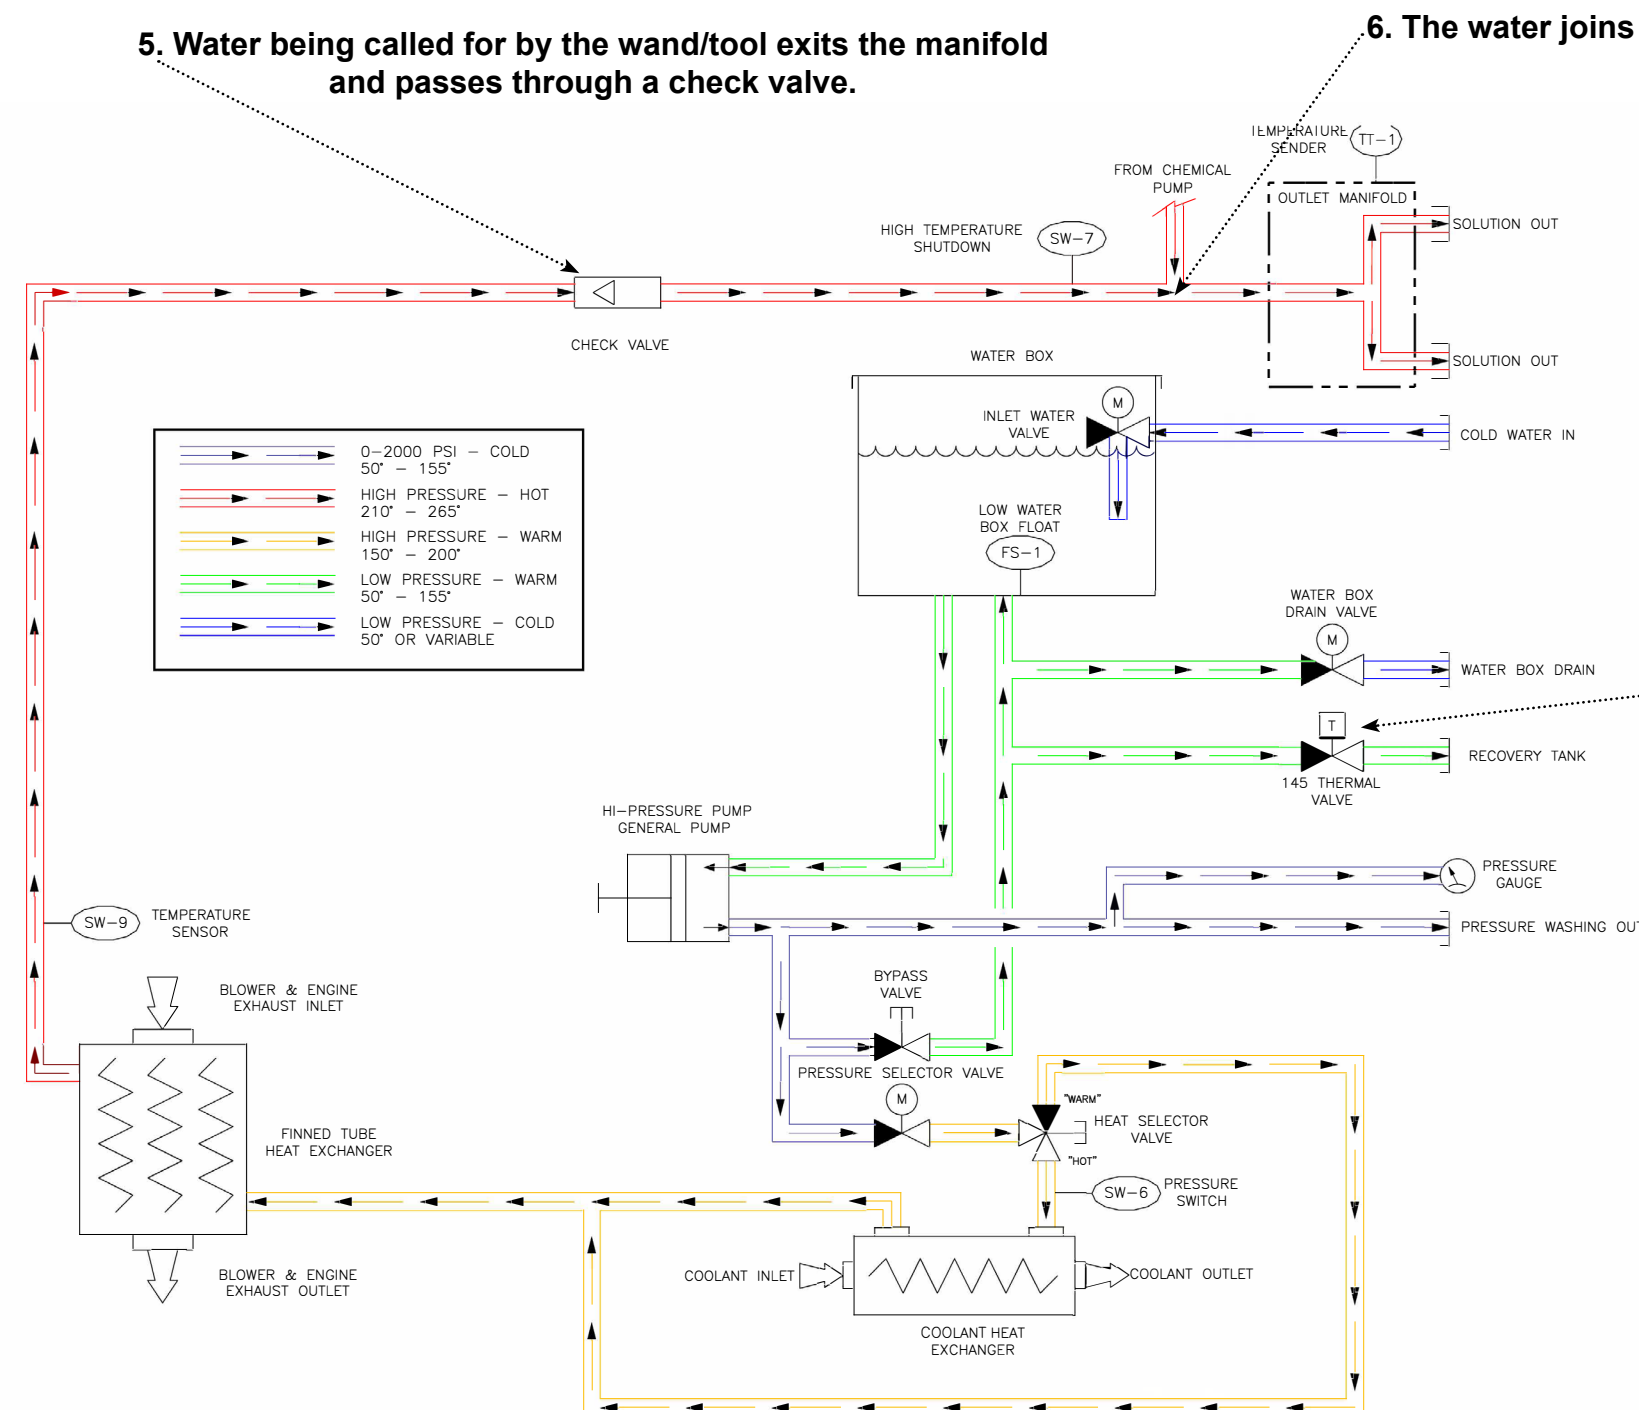 5. Water being called for by the wand/tool exits the manifold
and passes through a check valve.
6. The water joins
TEMPERATURE
SENDER
TT-1
FROM CHEMICAL
PUMP
OUTLET MANIFOLD
HIGH TEMPERATURE
SHUTDOWN
SW-7
SOLUTION OUT
CHECK VALVE
WATER BOX
SOLUTION OUT
M
INLET WATER
VALVE
COLD WATER IN
0-2000 PSI - COLD
50° - 155°
HIGH PRESSURE - HOT
210° - 265°
HIGH PRESSURE - WARM
150° - 200°
LOW PRESSURE - WARM
50° - 155°
LOW PRESSURE - COLD
50° OR VARIABLE
LOW WATER
BOX FLOAT
FS-1
WATER BOX
DRAIN VALVE
M
WATER BOX DRAIN
T
RECOVERY TANK
145 THERMAL
VALVE
HI-PRESSURE PUMP
GENERAL PUMP
PRESSURE
GAUGE
SW-9
TEMPERATURE
SENSOR
PRESSURE WASHING OUT
BLOWER & ENGINE
EXHAUST INLET
BYPASS
VALVE
PRESSURE SELECTOR VALVE
M
"WARM"
HEAT SELECTOR
VALVE
"HOT"
FINNED TUBE
HEAT EXCHANGER
SW-6
PRESSURE
SWITCH
BLOWER & ENGINE
EXHAUST OUTLET
COOLANT INLET
COOLANT OUTLET
COOLANT HEAT
EXCHANGER